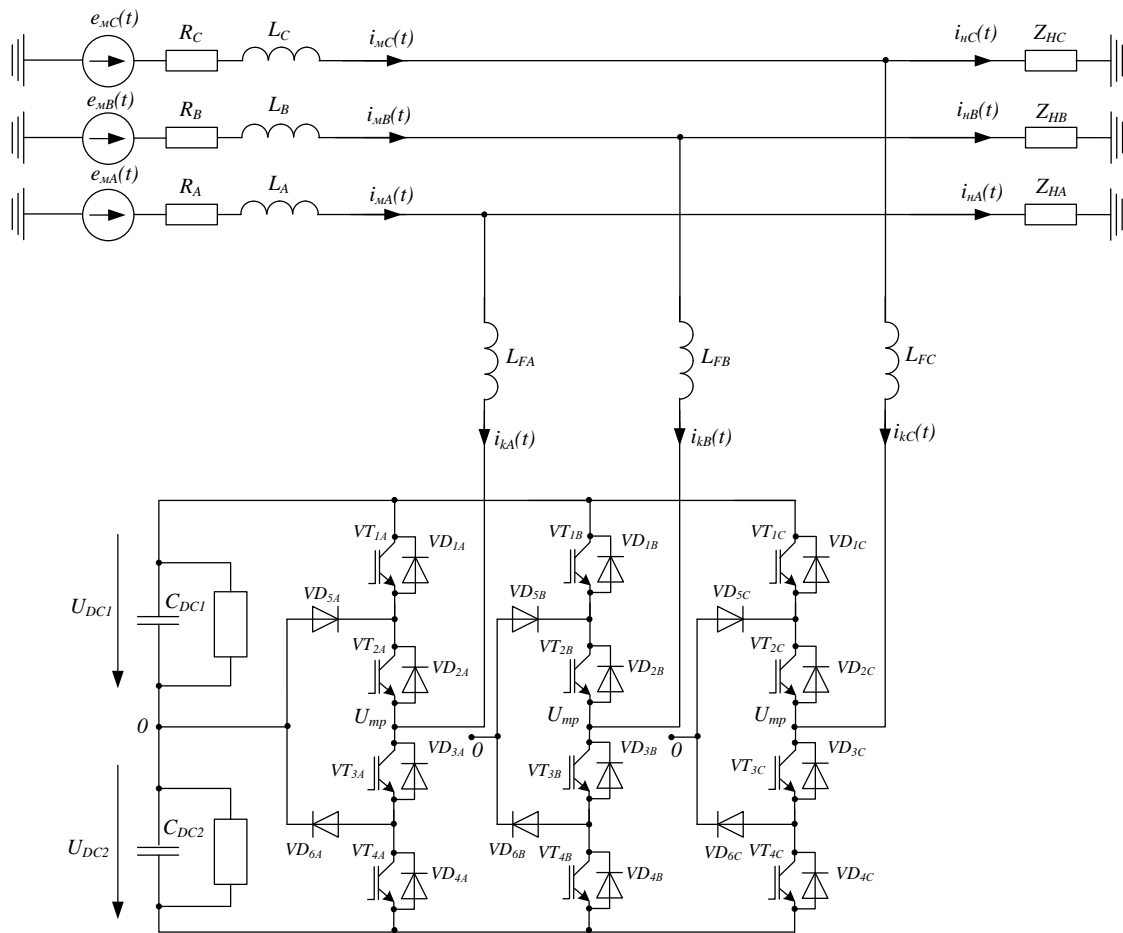 eмC(t) RC LC iмC(t) iнC(t) ZHC
eмB(t) RB LB iмB(t) iнB(t) ZHB
eмA(t) RA LA iмA(t) iнA(t) ZHA
LFA LFB LFC
ikA(t) ikB(t) ikC(t)
VT1A VD1A VT1B VD1B VT1C VD1C
UDC1 CDC1 VD5A VD5B VD5C
VT2A VD2A VT2B VD2B VT2C VD2C
0 Ump Ump Ump
0 0
VT3A VD3A VT3B VD3B VT3C VD3C
UDC2 CDC2 VD6A VD6B VD6C
VT4A VD4A VT4B VD4B VT4C VD4C